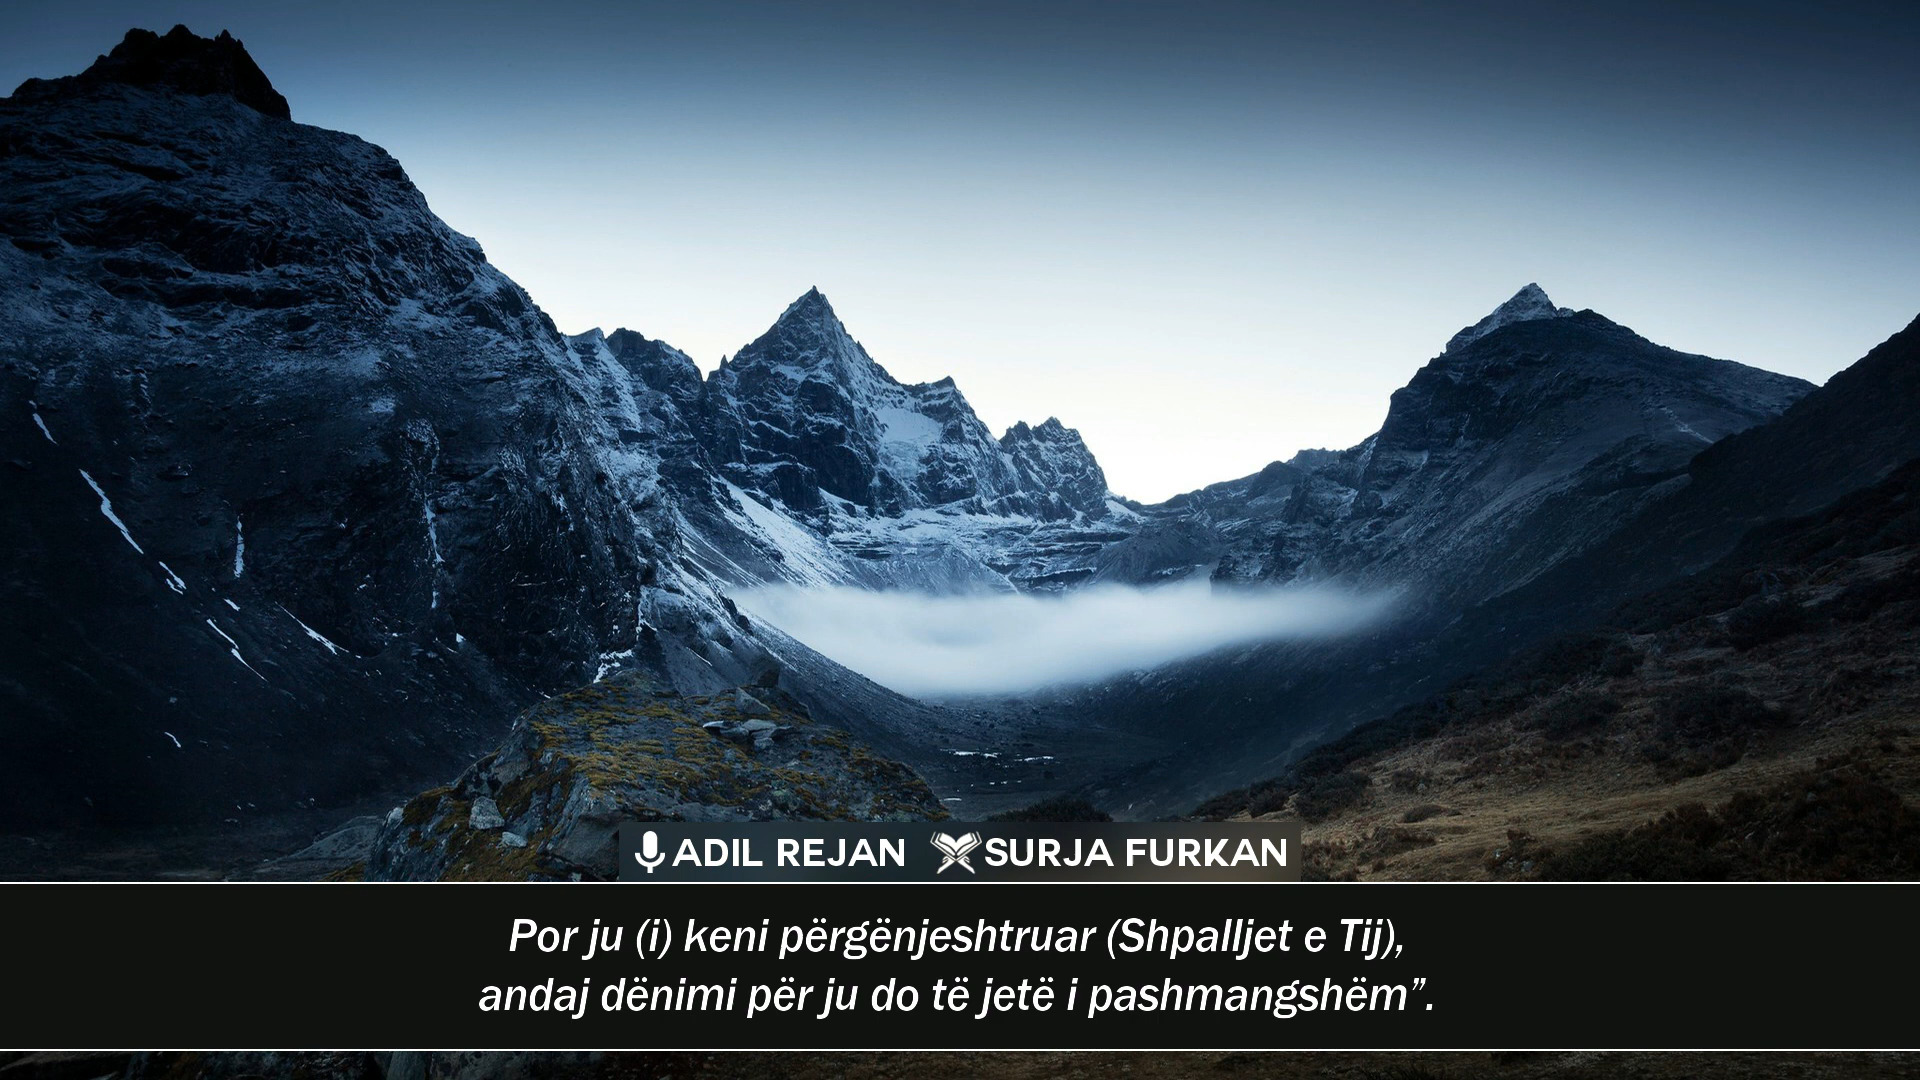 ADIL REJAN SURJA FURKAN
Por ju (i) keni përgënjeshtruar (Shpalljet e Tij),
andaj dënimi për ju do të jetë i pashmangshëm”.